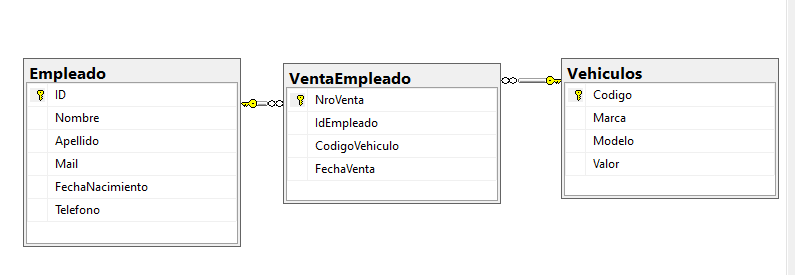 Empleado
ID
Nombre
Apellido
Mail
FechaNacimiento
Telefono
VentaEmpleado
NroVenta
IdEmpleado
CodigoVehiculo
FechaVenta
Vehiculos
Codigo
Marca
Modelo
Valor